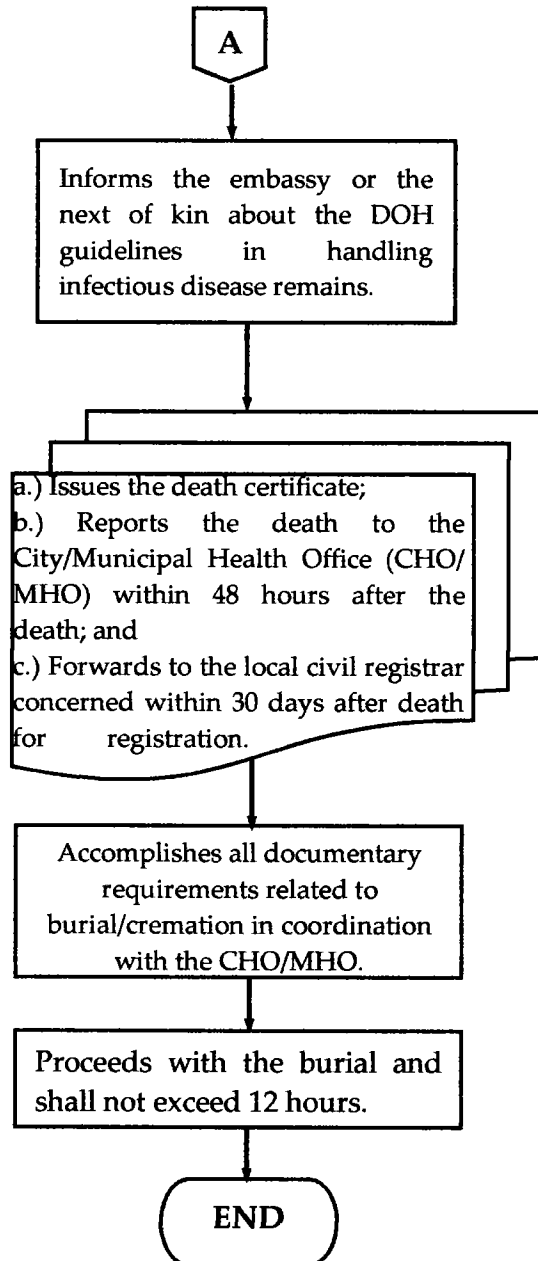 A
Informs the embassy or the
next of kin about the DOH
guidelines in handling
infectious disease remains.
a.) Issues the death certificate;
b.) Reports the death to the
City/Municipal Health Office (CHO/
MHO) within 48 hours after the
death; and
c.) Forwards to the local civil registrar
concerned within 30 days after death
for registration.
Accomplishes all documentary
requirements related to
burial/cremation in coordination
with the CHO/MHO.
Proceeds with the burial and
shall not exceed 12 hours.
END